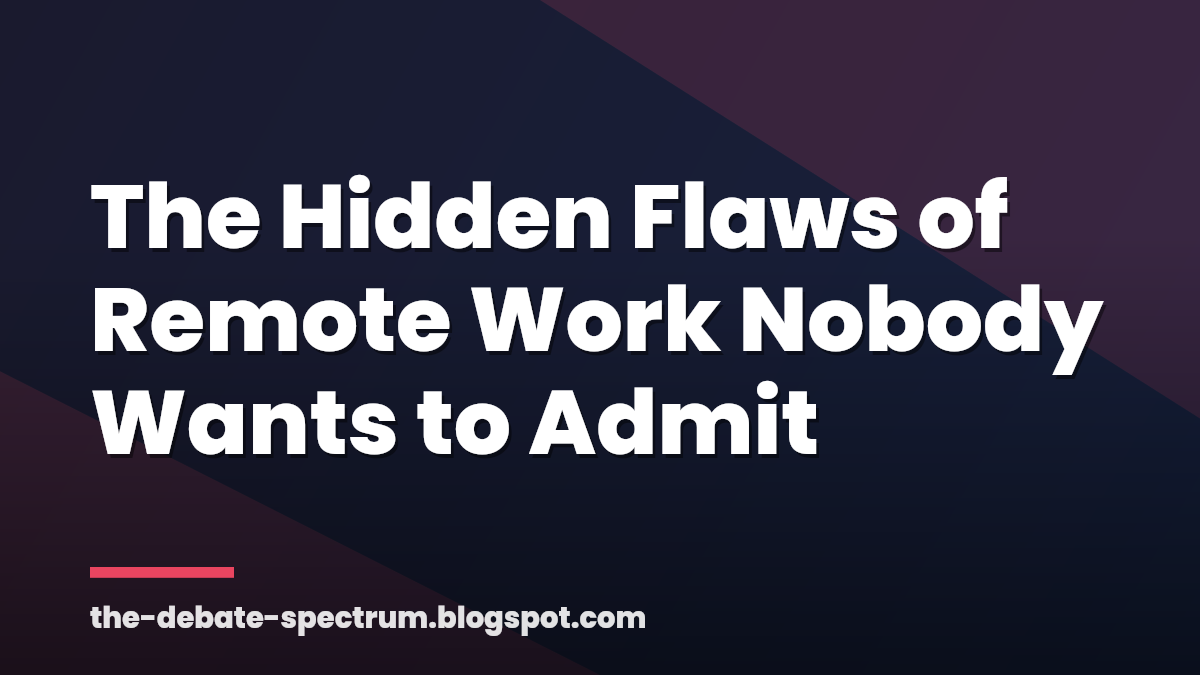 The Hidden Flaws of
Remote Work Nobody
Wants to Admit
the-debate-spectrum.blogspot.com